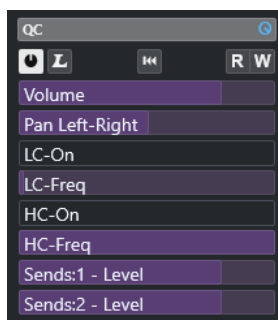 QC
L
R W
Volume
Pan Left-Right
LC-On
LC-Freq
HC-On
HC-Freq
Sends:1 - Level
Sends:2 - Level